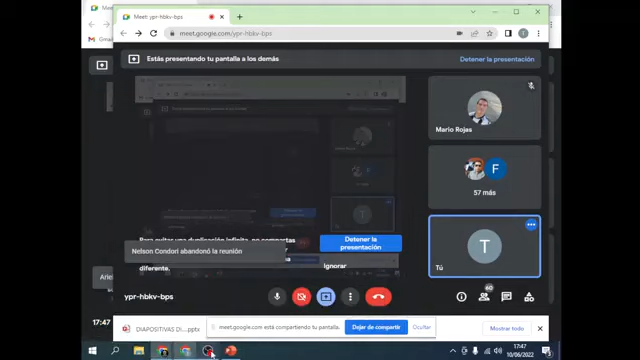 Meet: ypr-hbkv-bps
meet.google.com/ypr-hbkv-bps
Gmai
Estás presentando tu pantalla a los demás
Detener la presentación
Mario Rojas
F
57 más
T
Tú
Para evitar una duplicación infinita, no compartas
Detener la presentación
Nelson Condori abandonó la reunión
diferente.
Ignorar
Arie
ypr-hbkv-bps
60
DIAPOSITIVAS DI....pptx
meet.google.com está compartiendo tu pantalla.
Dejar de compartir
Ocultar
Mostrar todo
17:47
17:47
10/06/2022